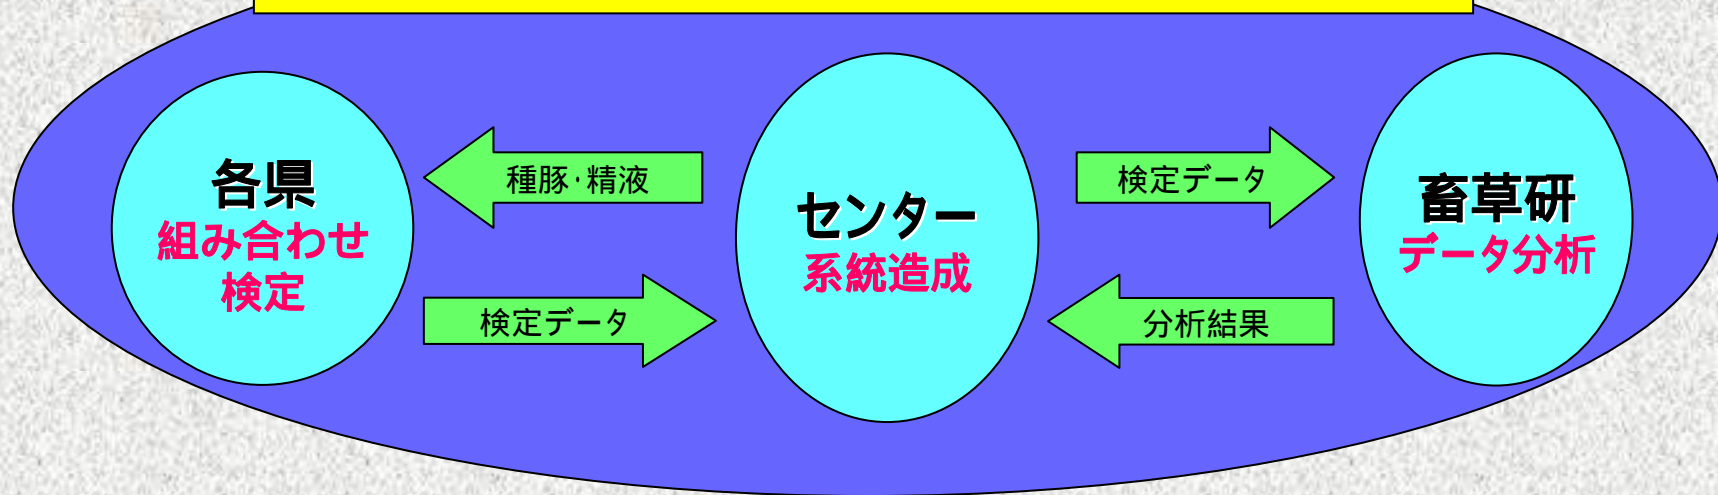 各県
組み合わせ
検定
種豚・精液
検定データ
センター
系統造成
検定データ
分析結果
畜草研
データ分析